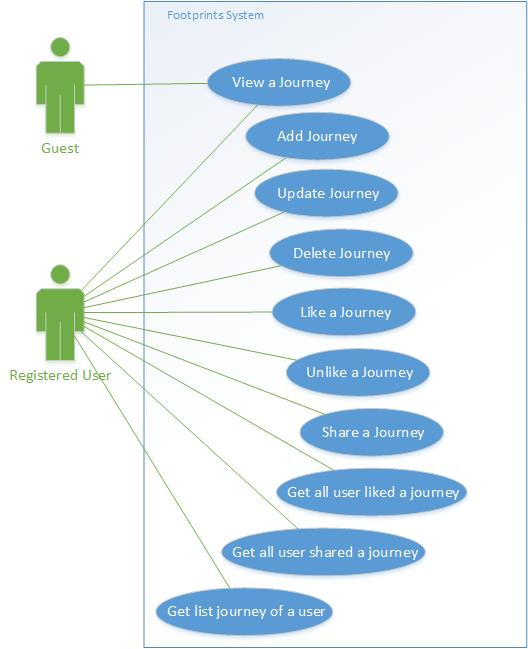 Footprints System
View a Journey
Guest
Add Journey
Update Journey
Delete Journey
Like a Journey
Registered User
Unlike a Journey
Share a Journey
Get all user liked a journey
Get all user shared a journey
Get list journey of a user